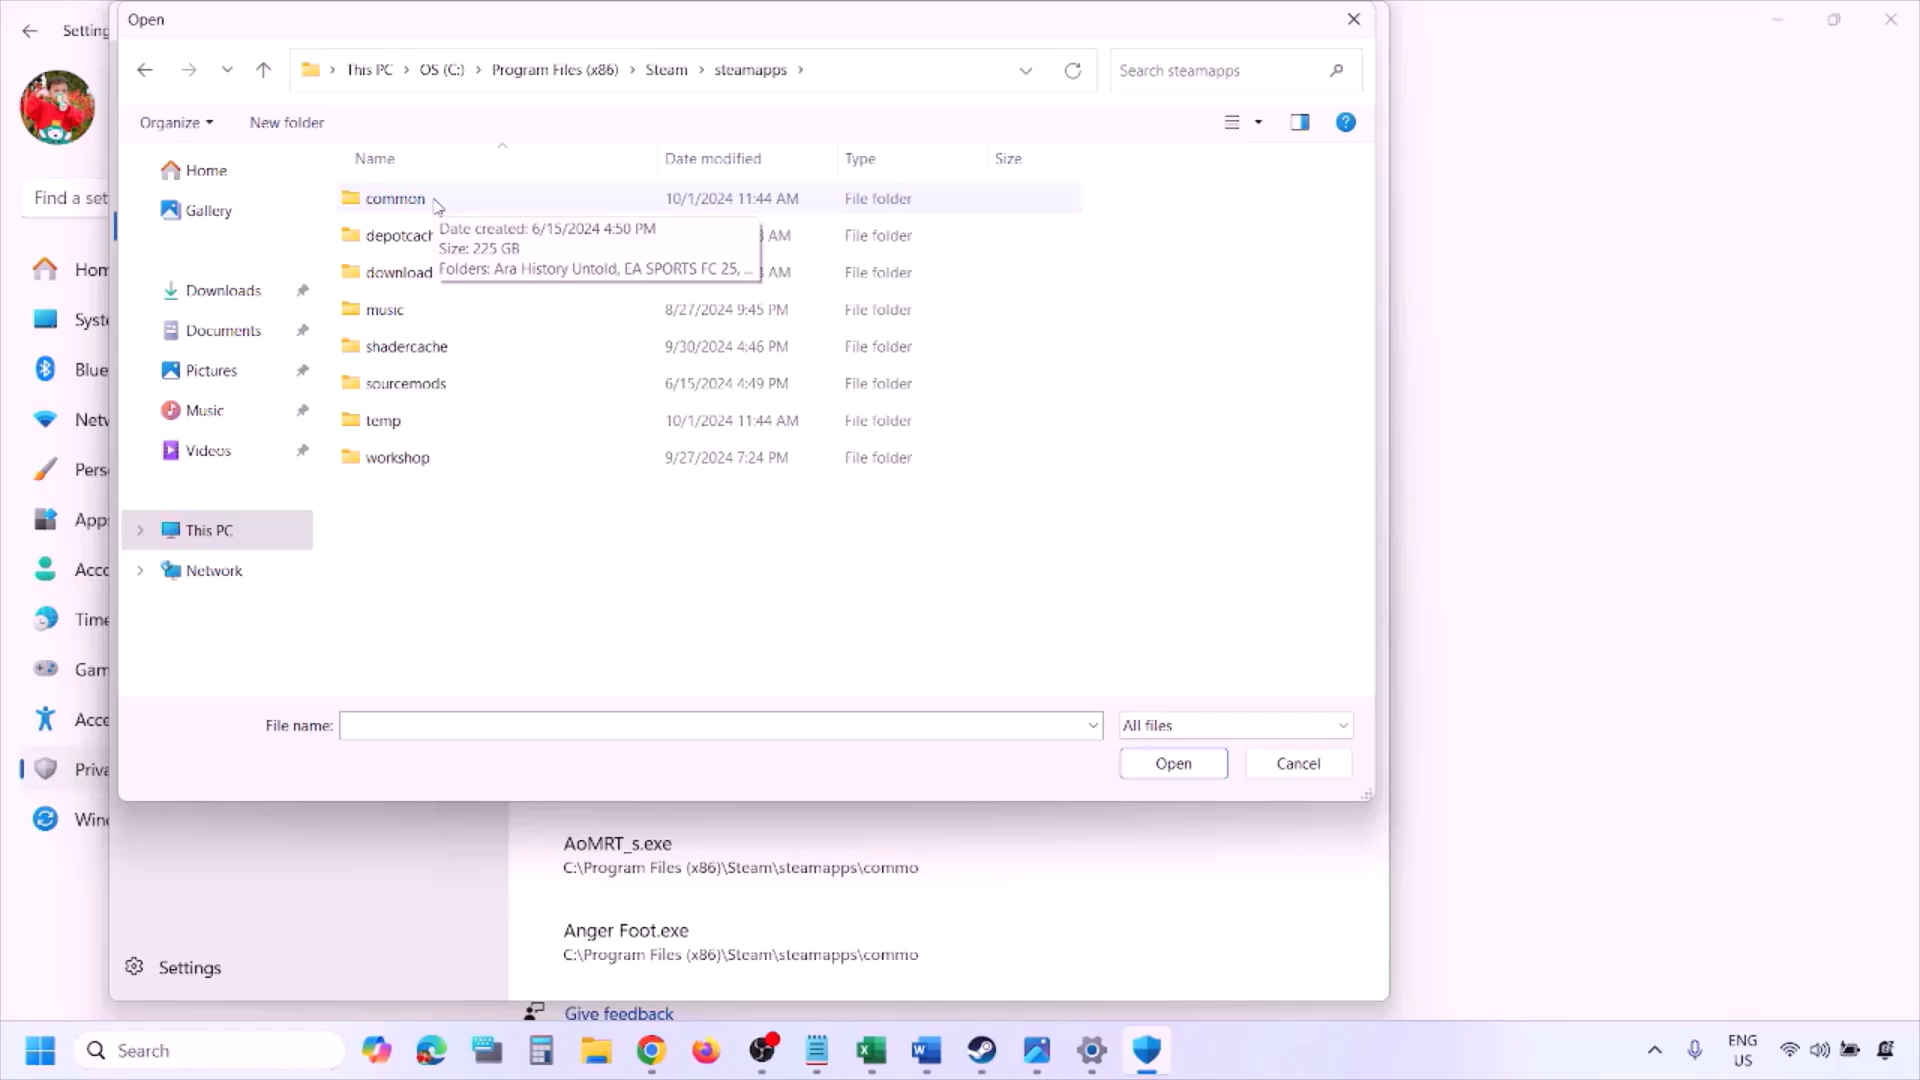 Setting
Open
This PC
OS (C:)
Program Files (x86)
Steam
steamapps
Search steamapps
Organize
New folder
Name
Date modified
Type
Size
Home
Gallery
Downloads
Documents
Pictures
Music
Videos
This PC
Network
common 10/1/2024 11:44 AM File folder
depotcach AM File folder
download AM File folder
music 8/27/2024 9:45 PM File folder
shadercache 9/30/2024 4:46 PM File folder
sourcemods 6/15/2024 4:49 PM File folder
temp 10/1/2024 11:44 AM File folder
workshop 9/27/2024 7:24 PM File folder
Date created: 6/15/2024 4:50 PM
Size: 225 GB
Folders: Ara History Untold, EA SPORTS FC 25, ...
File name:
All files
Open
Cancel
Find a set
Hom
Syste
Blue
Netw
Perso
Apps
Acco
Time
Gam
Acce
Priva
Wind
AoMRT_s.exe
C:\Program Files (x86)\Steam\steamapps\commo
Anger Foot.exe
C:\Program Files (x86)\Steam\steamapps\commo
Settings
Give feedback
Search
ENG
US